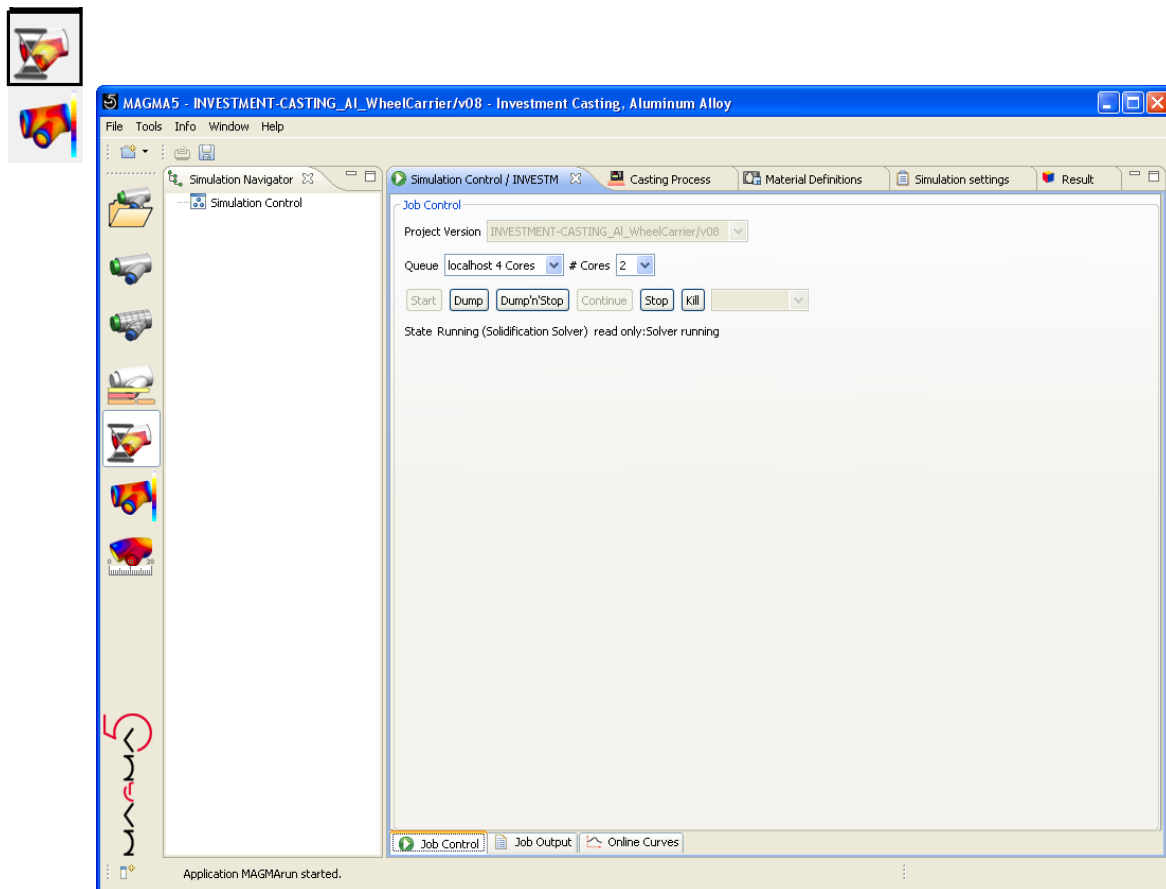 5 MAGMA5 - INVESTMENT-CASTING_Al_WheelCarrier/v08 - Investment Casting, Aluminum Alloy
File Tools Info Window Help
Simulation Navigator
Simulation Control / INVESTM Casting Process Material Definitions Simulation settings Result
Simulation Control
Job Control
Project Version INVESTMENT-CASTING_Al_WheelCarrier/v08
Queue localhost 4 Cores # Cores 2
Start Dump Dump'n'Stop Continue Stop Kill
State Running (Solidification Solver) read only:Solver running
0 20
MAGMA5
Job Control Job Output Online Curves
Application MAGMArun started.